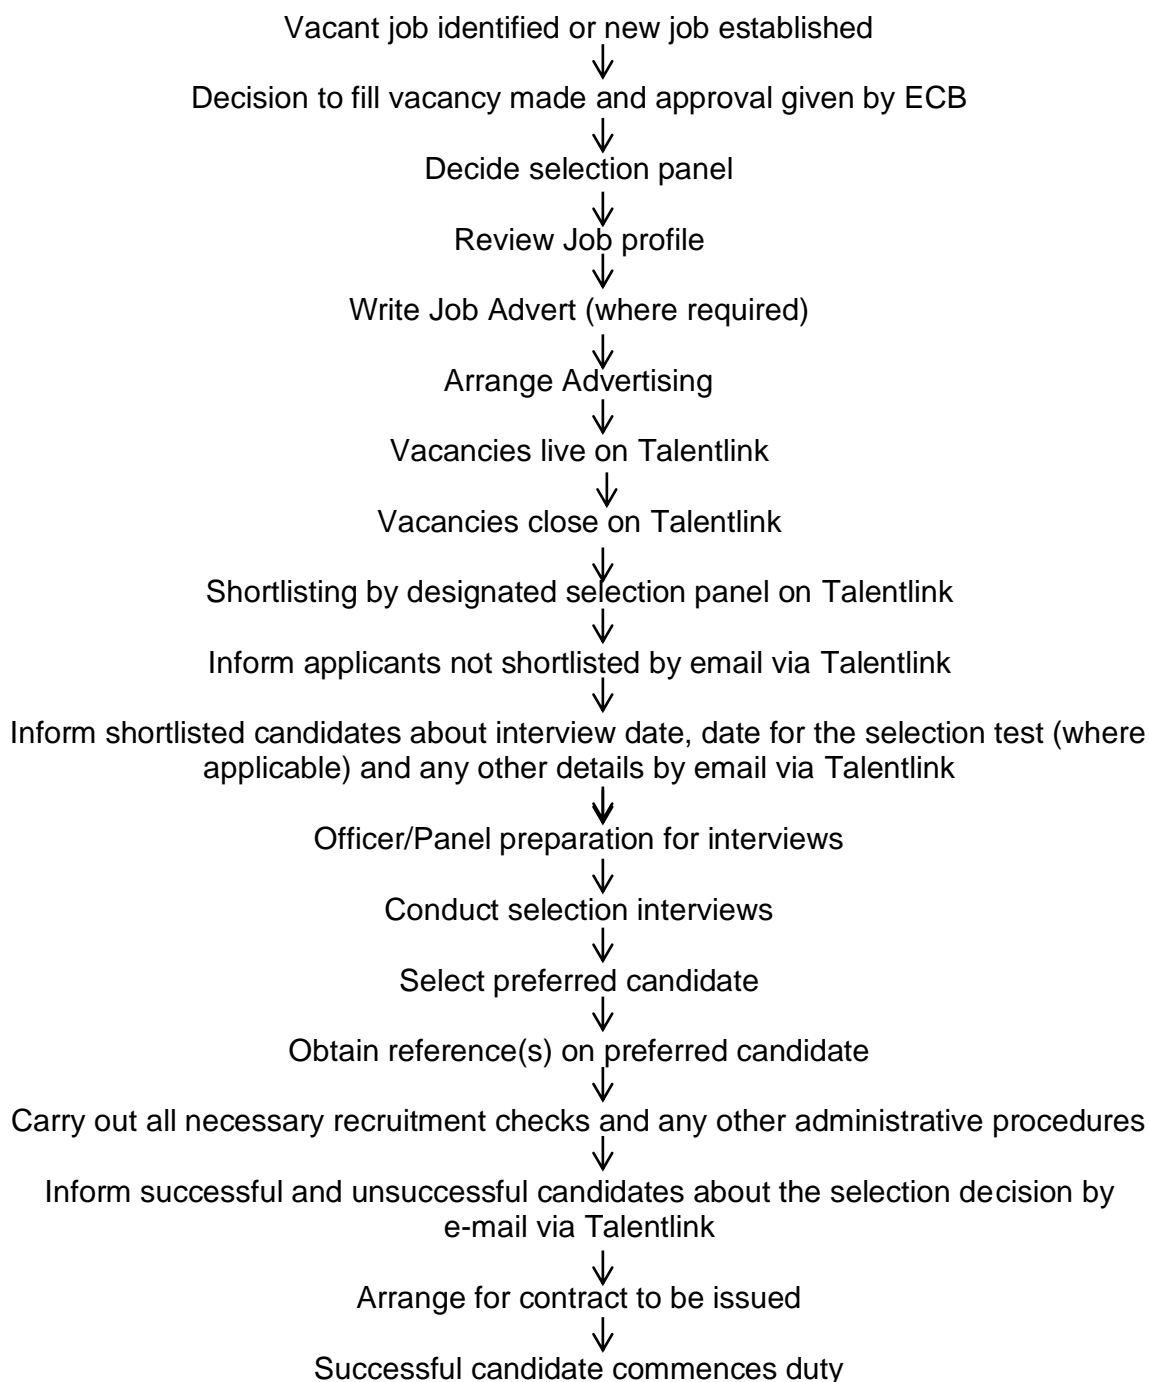 Vacant job identified or new job established
Decision to fill vacancy made and approval given by ECB
Decide selection panel
Review Job profile
Write Job Advert (where required)
Arrange Advertising
Vacancies live on Talentlink
Vacancies close on Talentlink
Shortlisting by designated selection panel on Talentlink
Inform applicants not shortlisted by email via Talentlink
Inform shortlisted candidates about interview date, date for the selection test (where
applicable) and any other details by email via Talentlink
Officer/Panel preparation for interviews
Conduct selection interviews
Select preferred candidate
Obtain reference(s) on preferred candidate
Carry out all necessary recruitment checks and any other administrative procedures
Inform successful and unsuccessful candidates about the selection decision by
e-mail via Talentlink
Arrange for contract to be issued
Successful candidate commences duty